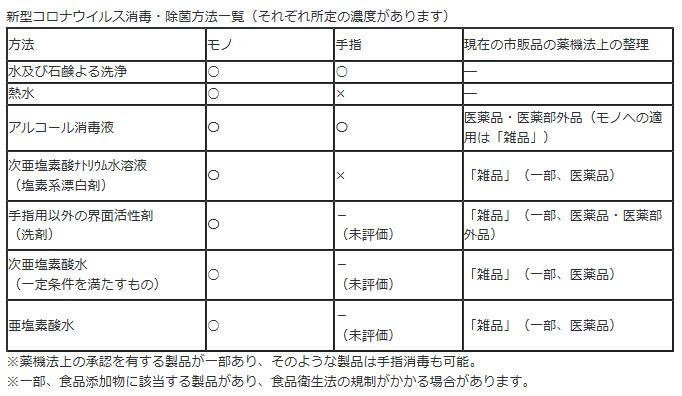 新型コロナウイルス消毒・除菌方法一覧（それぞれ所定の濃度があります）
方法 モノ 手指 現在の市販品の薬機法上の整理
水及び石鹸よる洗浄 ○ ○ ―
熱水 ○ × ―
アルコール消毒液 ○ ○ 医薬品・医薬部外品（モノへの適
用は「雑品」）
次亜塩素酸ﾅﾄﾘｳﾑ水溶液
（塩素系漂白剤） ○ × 「雑品」（一部、医薬品）
手指用以外の界面活性剤
（洗剤） ○ －
（未評価） 「雑品」（一部、医薬品・医薬部
外品）
次亜塩素酸水
（一定条件を満たすもの） ○ －
（未評価） 「雑品」（一部、医薬品）
亜塩素酸水 ○ －
（未評価） 「雑品」（一部、医薬品）
※薬機法上の承認を有する製品が一部あり、そのような製品は手指消毒も可能。
※一部、食品添加物に該当する製品があり、食品衛生法の規制がかかる場合があります。